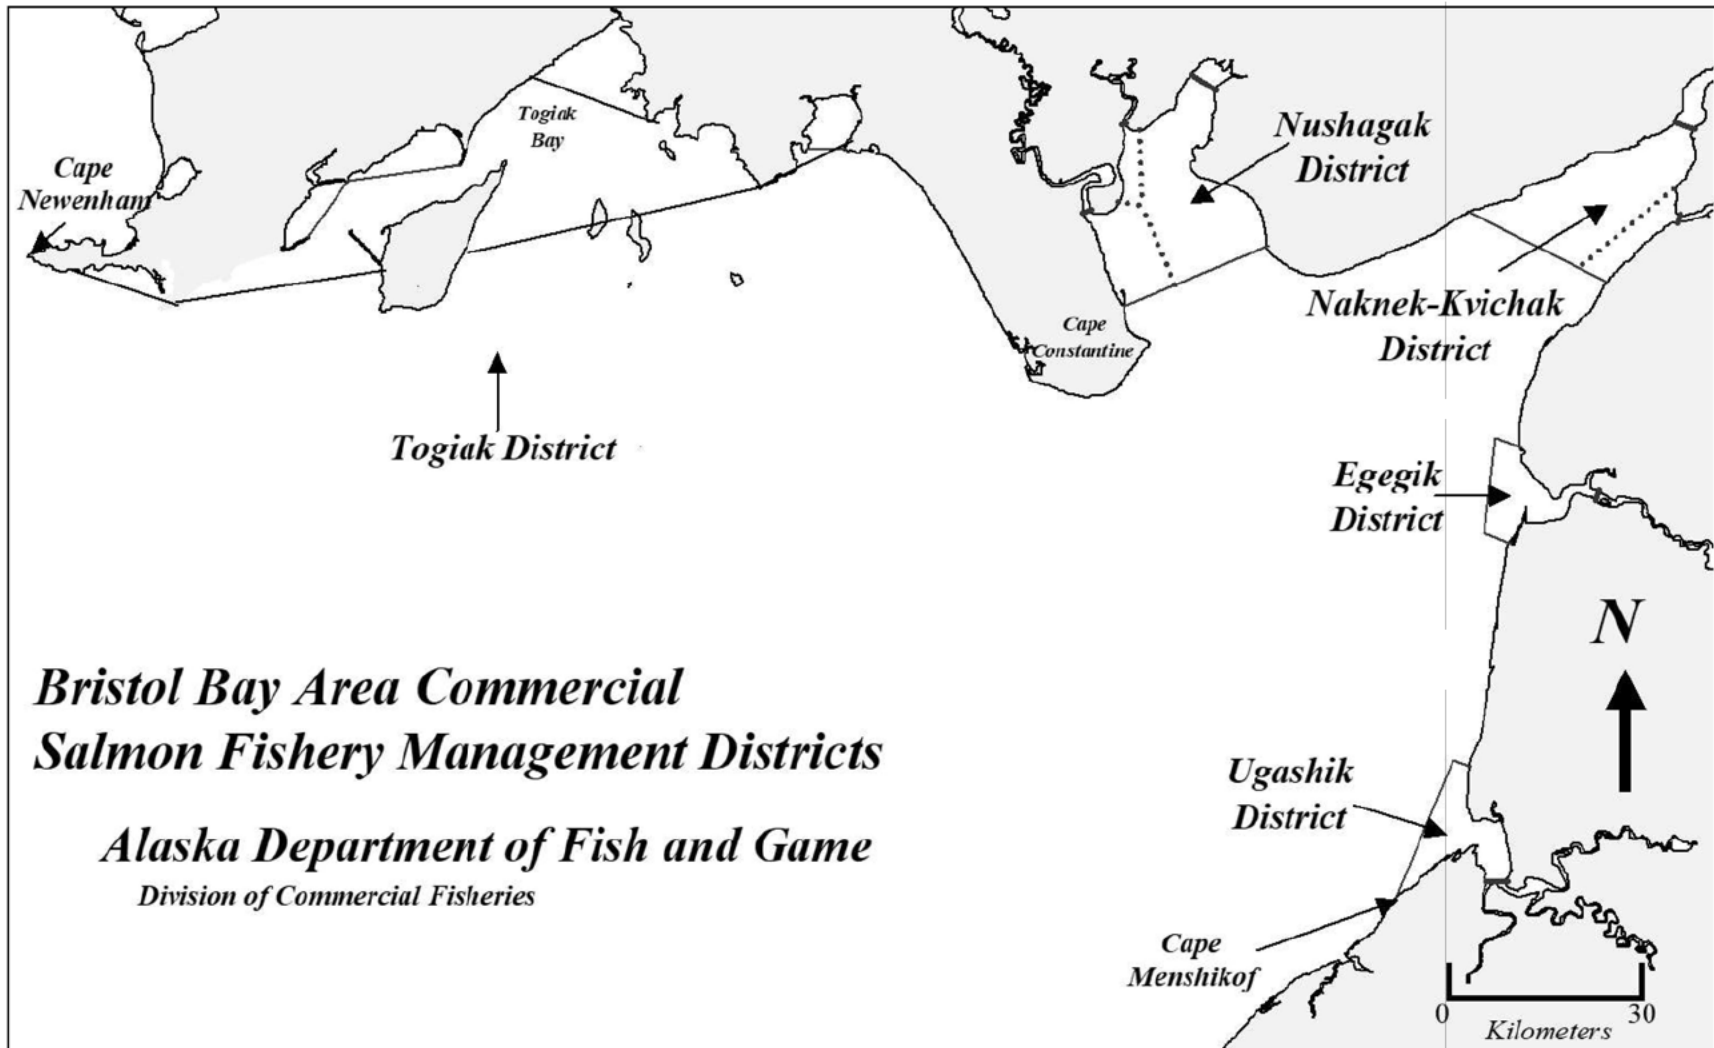 Togiak
Bay
Cape
Newenham
Nushagak
District
Naknek-Kvichak
District
Cape
Constantine
Togiak District
Egegik
District
N
Bristol Bay Area Commercial
Salmon Fishery Management Districts
Alaska Department of Fish and Game
Division of Commercial Fisheries
Ugashik
District
Cape
Menshikof
0 30
Kilometers